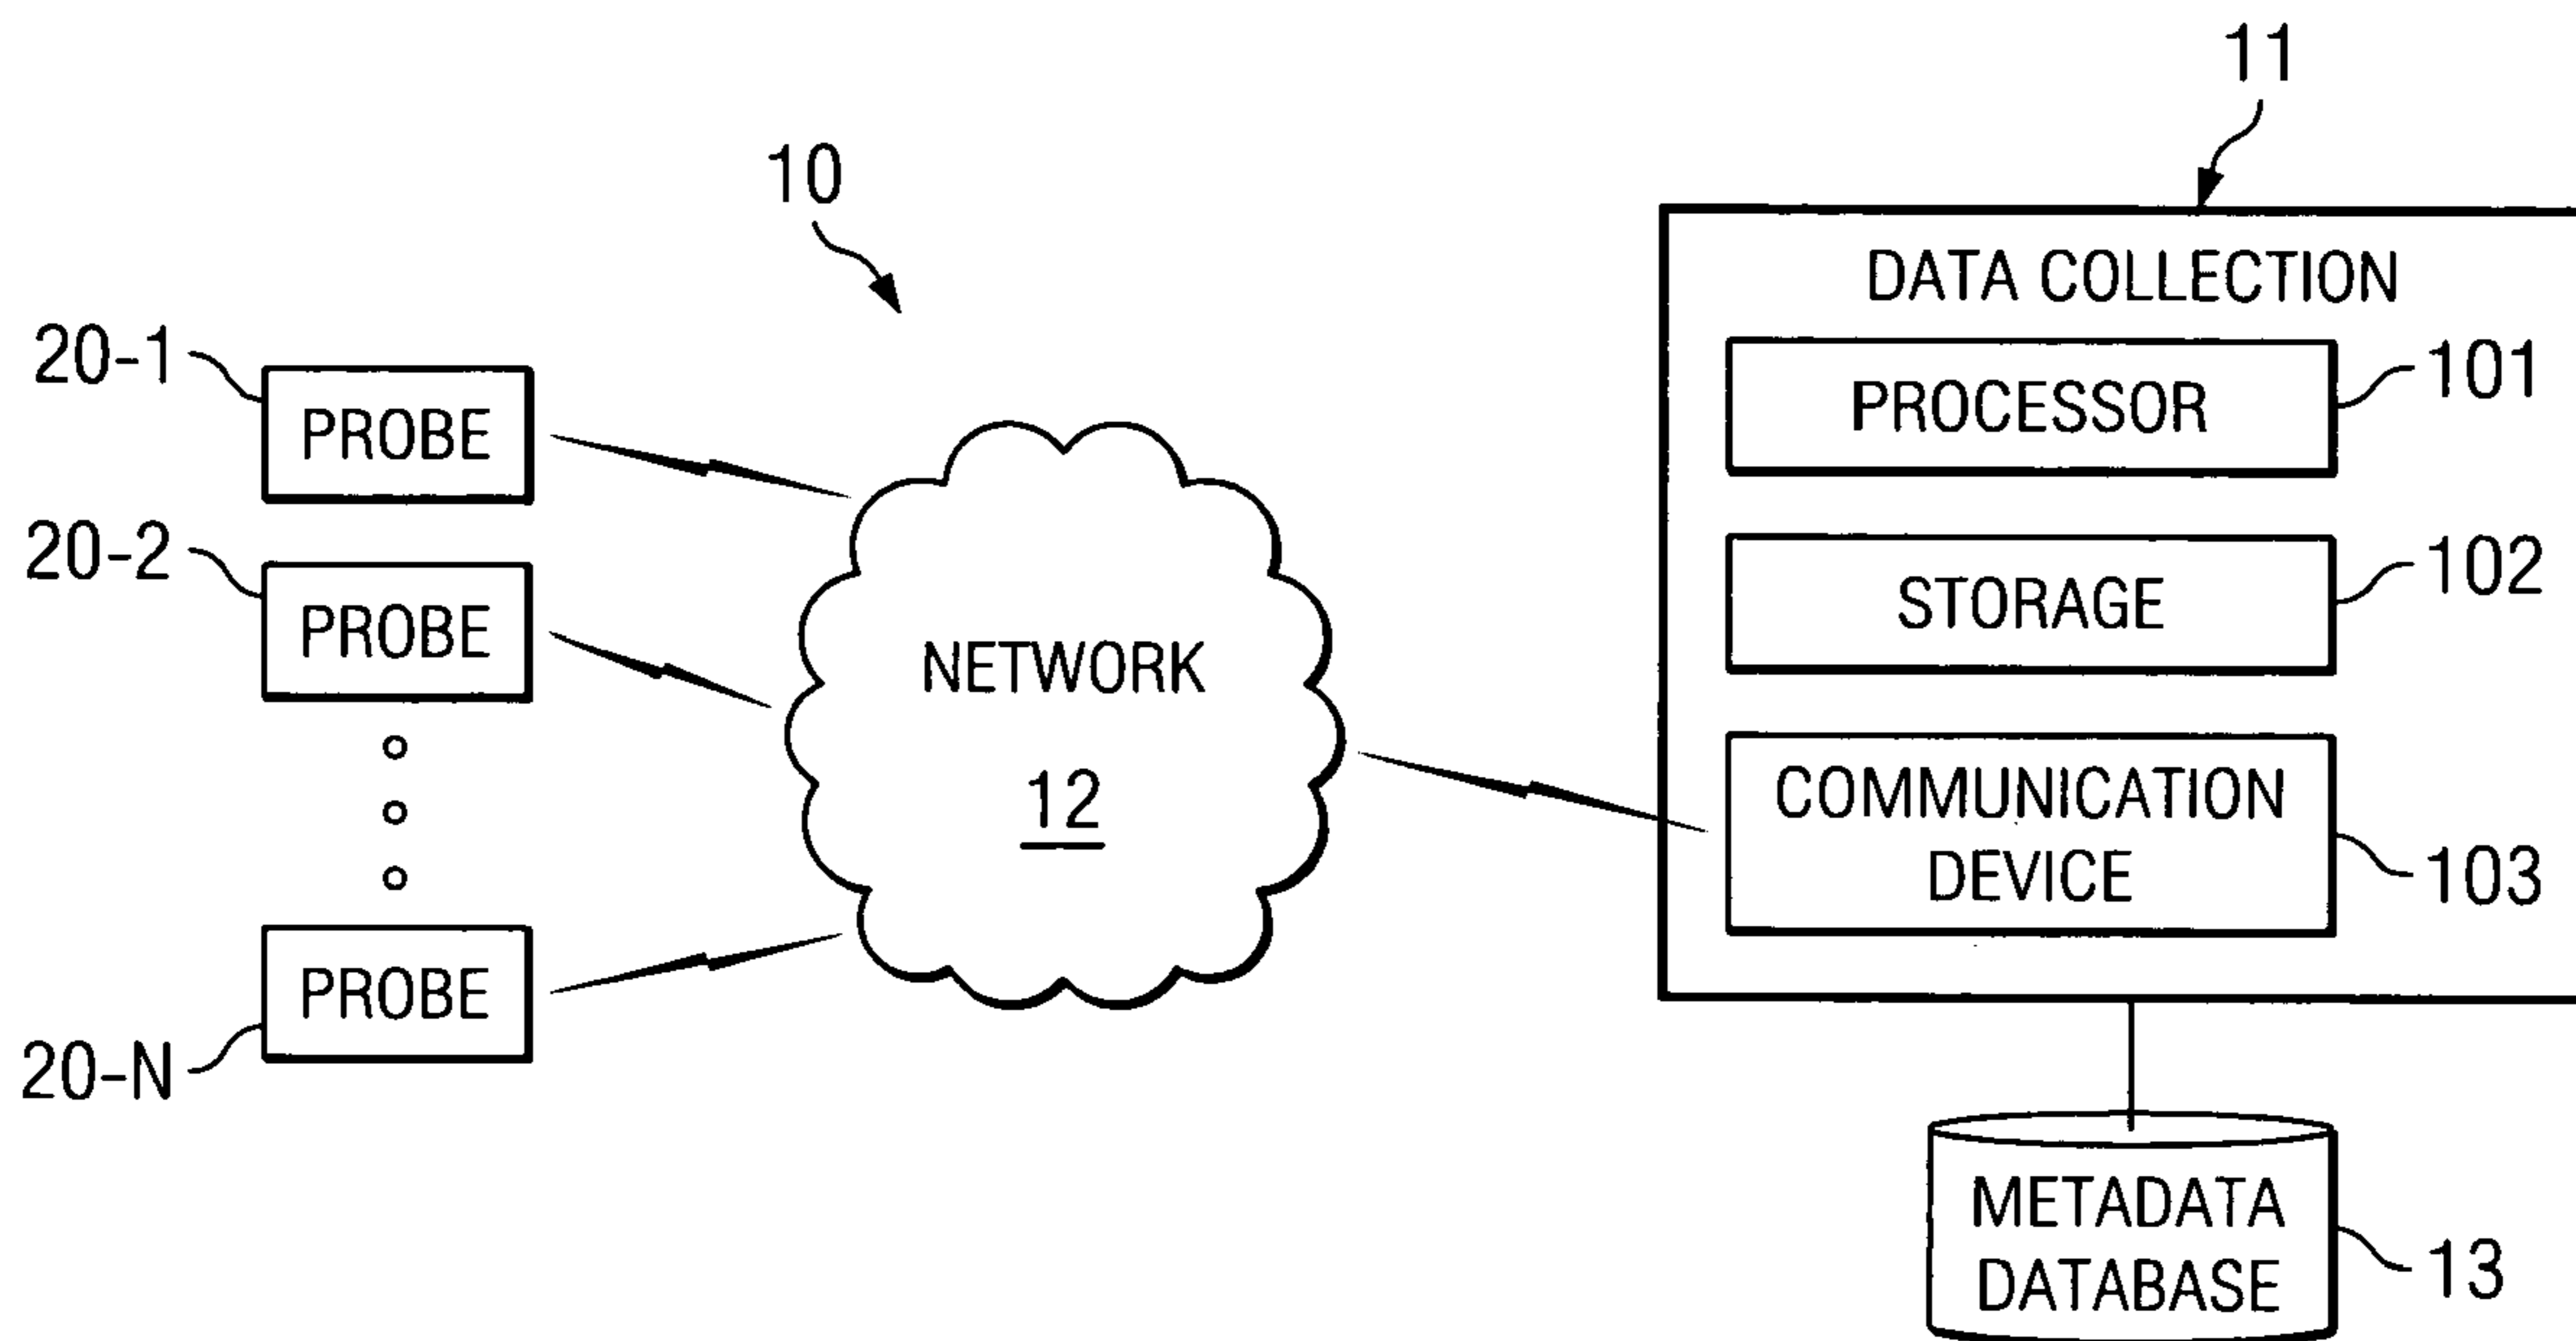 11
10
DATA COLLECTION
20-1
PROBE
PROCESSOR
101
20-2
PROBE
STORAGE
102
NETWORK
12
COMMUNICATION
DEVICE
103
PROBE
20-N
METADATA
DATABASE
13